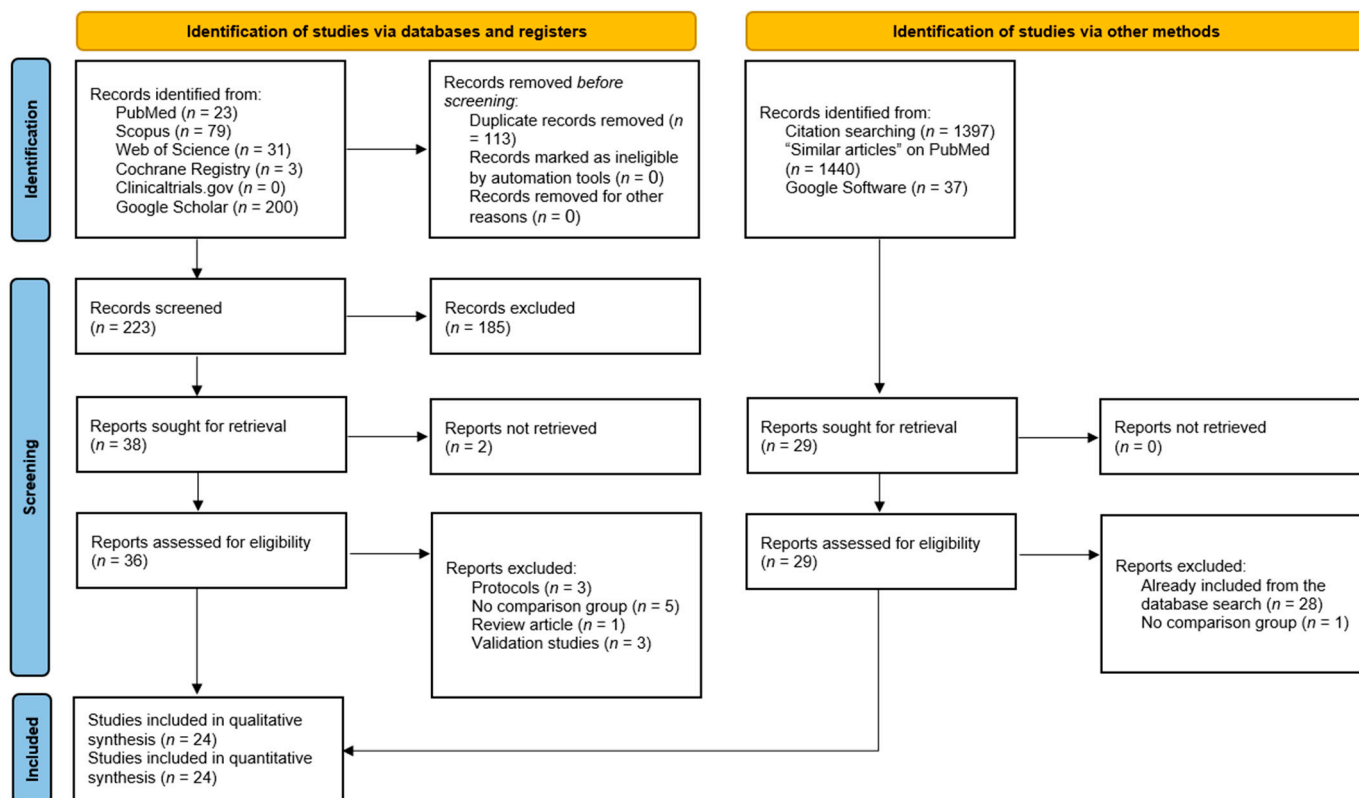 Identification of studies via databases and registers
Identification of studies via other methods
Identification
Records identified from:
PubMed (n = 23)
Scopus (n = 79)
Web of Science (n = 31)
Cochrane Registry (n = 3)
Clinicaltrials.gov (n = 0)
Google Scholar (n = 200)
Records removed before
screening:
Duplicate records removed (n
= 113)
Records marked as ineligible
by automation tools (n = 0)
Records removed for other
reasons (n = 0)
Records identified from:
Citation searching (n = 1397)
“Similar articles” on PubMed
(n = 1440)
Google Software (n = 37)
Screening
Records screened
(n = 223)
Records excluded
(n = 185)
Reports sought for retrieval
(n = 38)
Reports not retrieved
(n = 2)
Reports sought for retrieval
(n = 29)
Reports not retrieved
(n = 0)
Reports assessed for eligibility
(n = 36)
Reports excluded:
Protocols (n = 3)
No comparison group (n = 5)
Review article (n = 1)
Validation studies (n = 3)
Reports assessed for eligibility
(n = 29)
Reports excluded:
Already included from the
database search (n = 28)
No comparison group (n = 1)
Included
Studies included in qualitative
synthesis (n = 24)
Studies included in quantitative
synthesis (n = 24)